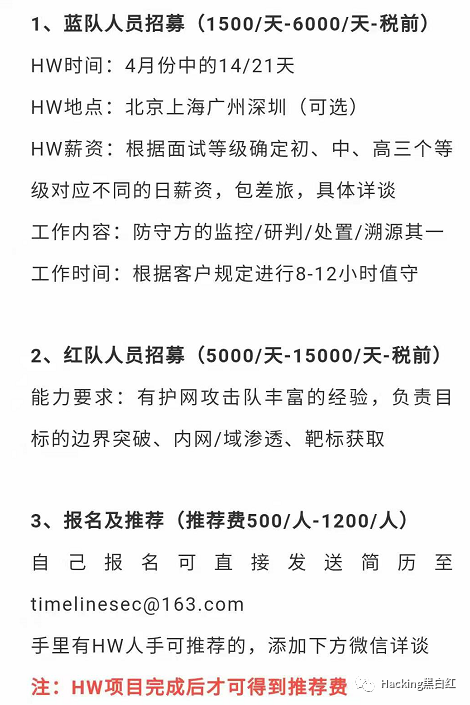 1、蓝队人员招募（1500/天-6000/天-税前）
HW时间：4月份中的14/21天
HW地点：北京上海广州深圳（可选）
HW薪资：根据面试等级确定初、中、高三个等
级对应不同的日薪资，包差旅，具体详谈
工作内容：防守方的监控/研判/处置/溯源其一
工作时间：根据客户规定进行8-12小时值守
2、红队人员招募（5000/天-15000/天-税前）
能力要求：有护网攻击队丰富的经验，负责目
标的边界突破、内网/域渗透、靶标获取
3、报名及推荐（推荐费500/人-1200/人）
自己报名可直接发送简历至
timelinesec@163.com
手里有HW人手可推荐的，添加下方微信详谈
注：HW项目完成后才可得到推荐费
Hacking黑白红